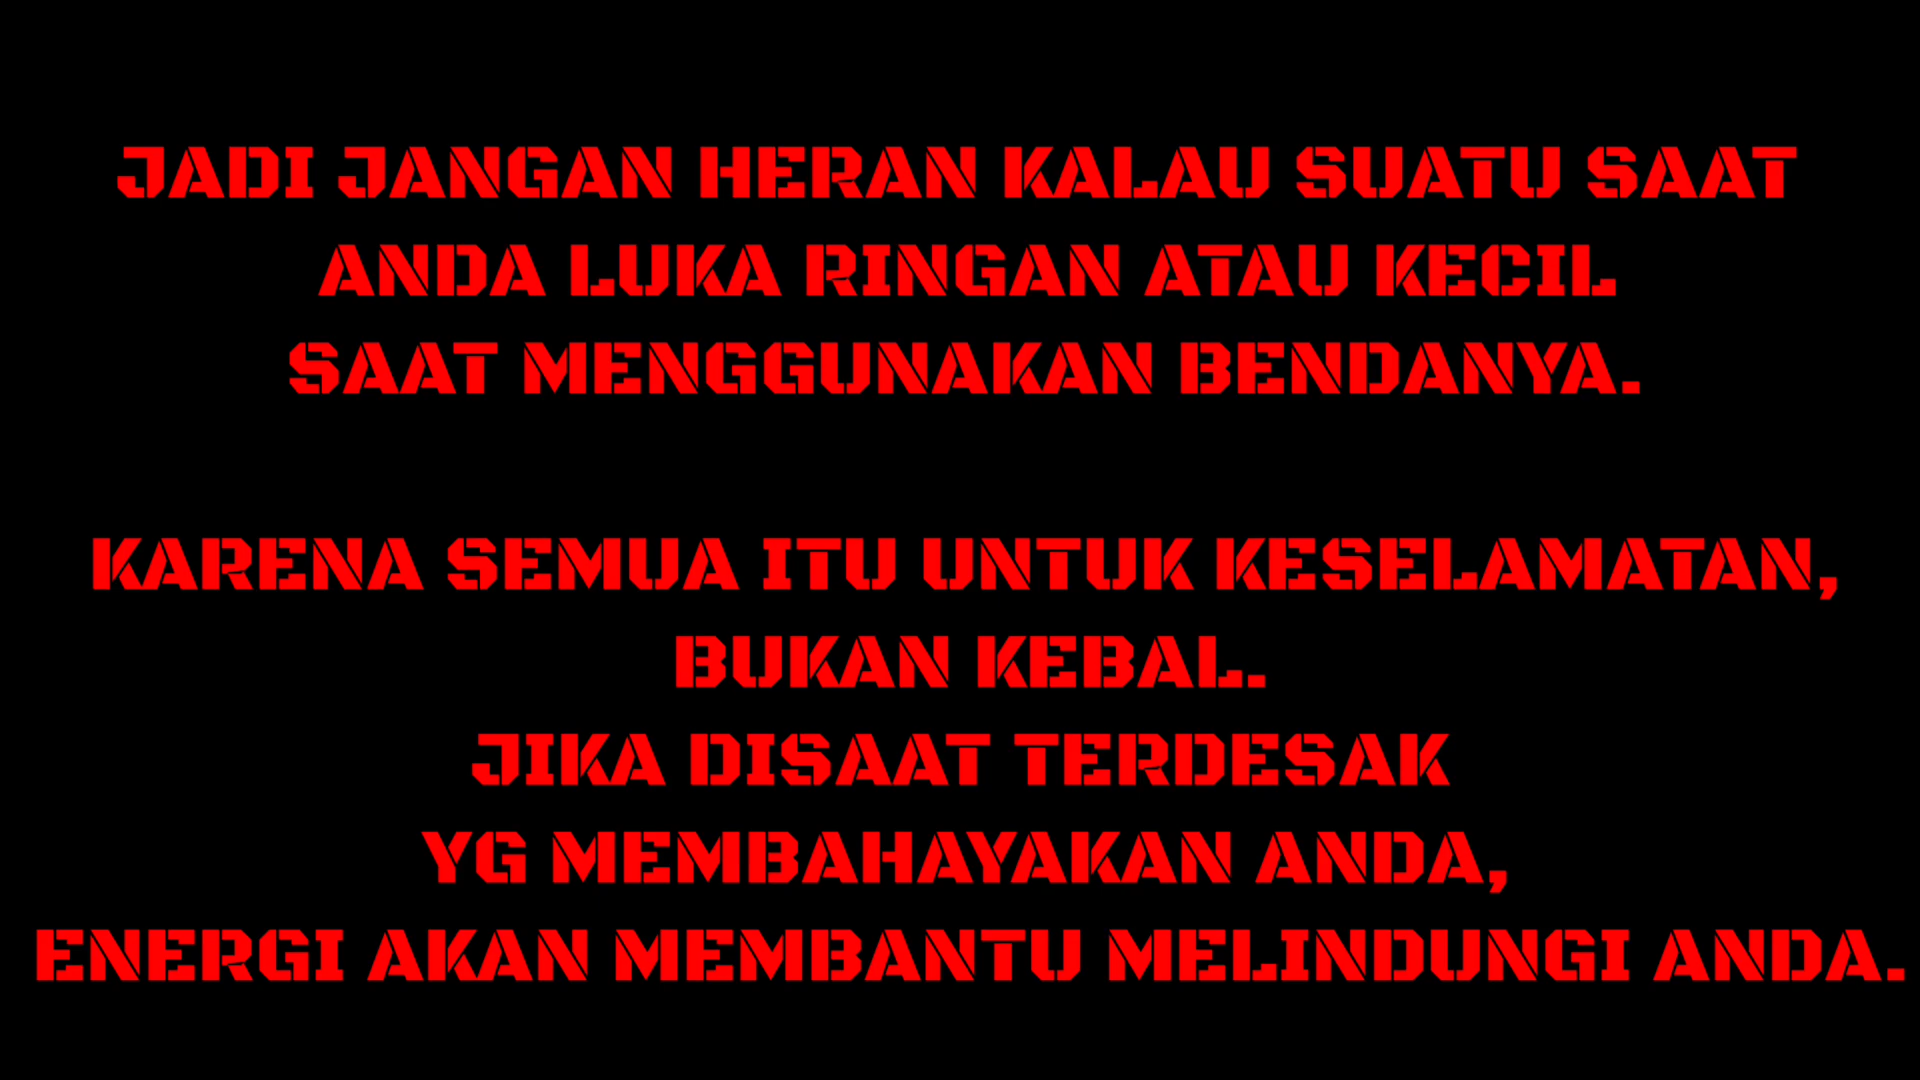 JADI JANGAN HERAN KALAU SUATU SAAT
ANDA LUKA RINGAN ATAU KECIL
SAAT MENGGUNAKAN BENDANYA.
KARENA SEMUA ITU UNTUK KESELAMATAN,
BUKAN KEBAL.
JIKA DISAAT TERDESAK
YG MEMBAHAYAKAN ANDA,
ENERGI AKAN MEMBANTU MELINDUNGI ANDA.